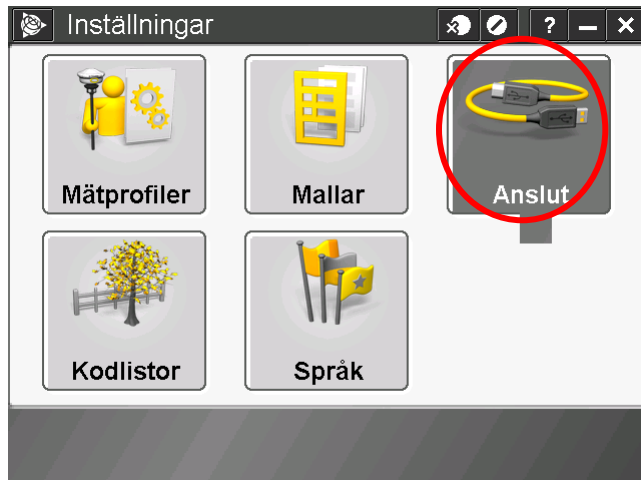 Inställningar
?
Mätprofiler
Mallar
Anslut
Kodlistor
Språk